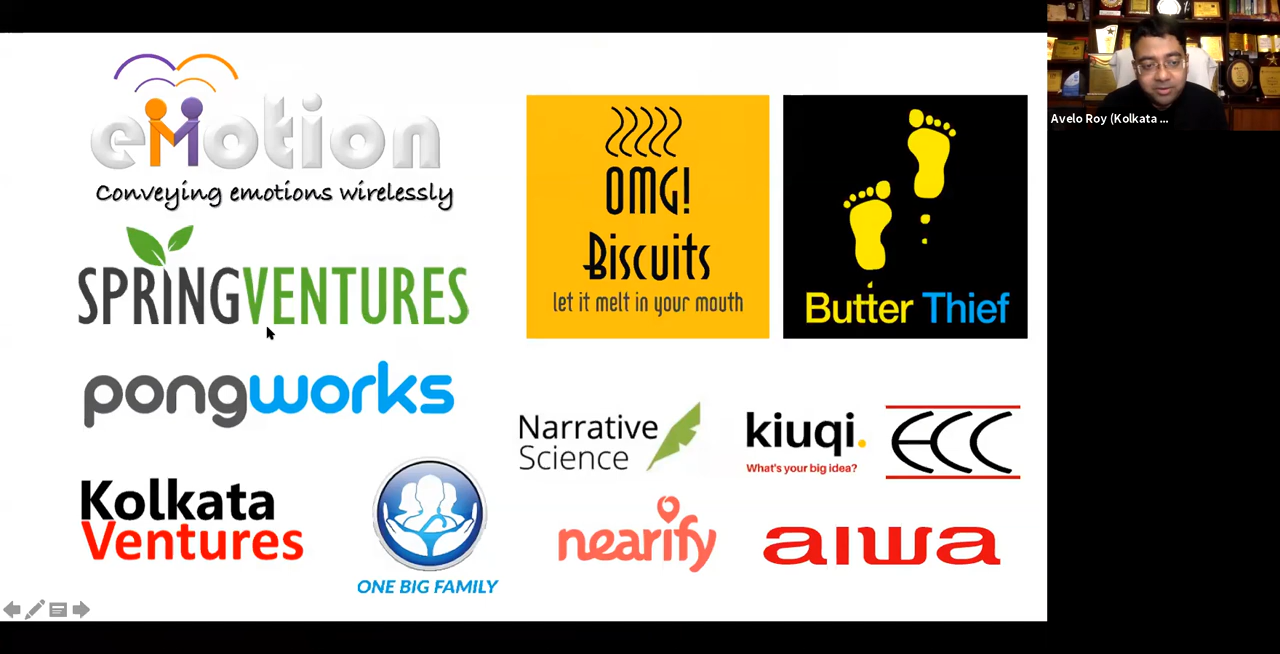 eMotion
Conveying emotions wirelessly
SPRINGVENTURES
pongworks
Kolkata
Ventures
ONE BIG FAMILY
OMG!
Biscuits
let it melt in your mouth
Butter Thief
Narrative
Science
kiuqi.
What's your big idea?
ECC
nearify
aiwa
Avelo Roy (Kolkata ...